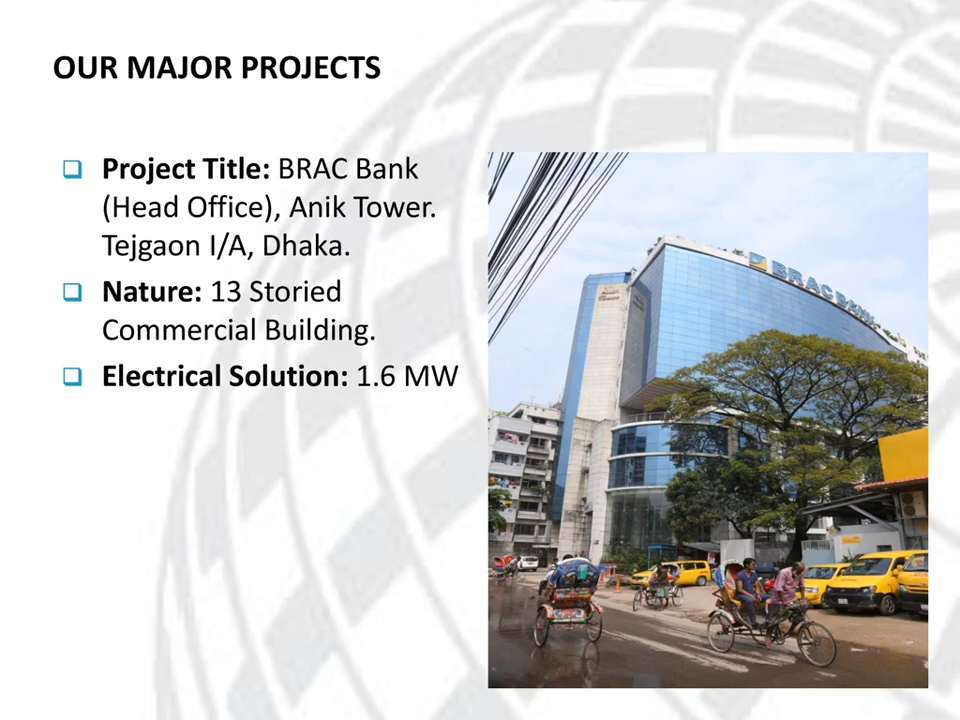 OUR MAJOR PROJECTS
Project Title: BRAC Bank
(Head Office), Anik Tower.
Tejgaon I/A, Dhaka.
Nature: 13 Storied
Commercial Building.
Electrical Solution: 1.6 MW
BRAC BANK